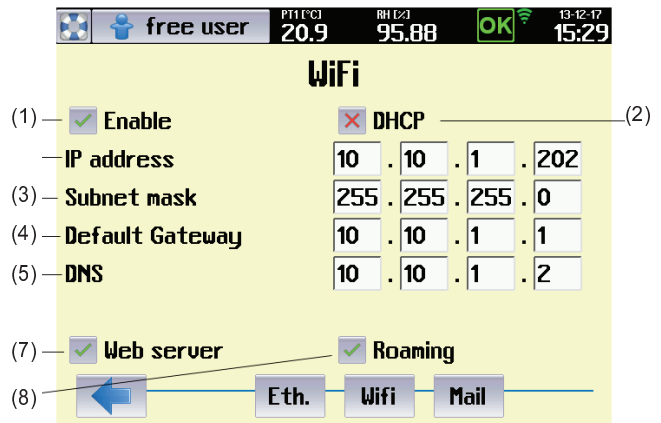 free user PT1 [°C] 20.9 RH [%] 95.88 OK 13-12-17 15:29
WiFi
(1) Enable DHCP (2)
IP address 10 . 10 . 1 . 202
(3) Subnet mask 255 . 255 . 255 . 0
(4) Default Gateway 10 . 10 . 1 . 1
(5) DNS 10 . 10 . 1 . 2
(7) Web server Roaming
(8) Eth. Wifi Mail